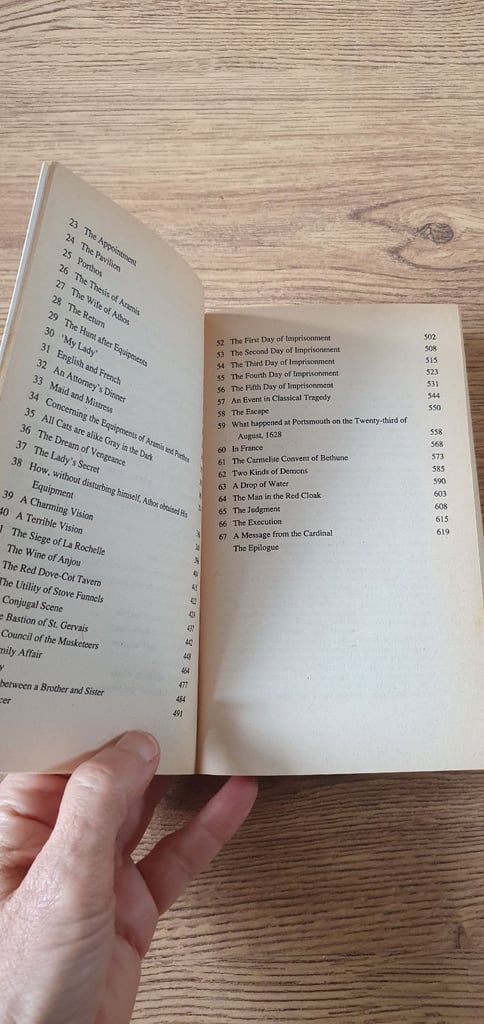 23 The Appointment
24 The Pavilion
25 Porthos
26 The Thesis of Aramis
27 The Wife of Athos
28 The Return
29 The Hunt after Equipments
30 'My Lady'
31 English and French
32 An Attorney's Dinner
33 Maid and Mistress
34 Concerning the Equipments of Aramis and Porthos
35 All Cats are alike Gray in the Dark
36 The Dream of Vengeance
37 The Lady's Secret
38 How, without disturbing himself, Athos obtained His
Equipment
39 A Charming Vision
40 A Terrible Vision
The Siege of La Rochelle
The Wine of Anjou
The Red Dove-Cot Tavern
The Utility of Stove Funnels
Conjugal Scene 437
Bastion of St. Gervais 442
Council of the Musketeers 448
Affair 464
477
between a Brother and Sister 484
491
52 The First Day of Imprisonment 502
53 The Second Day of Imprisonment 508
54 The Third Day of Imprisonment 515
55 The Fourth Day of Imprisonment 523
56 The Fifth Day of Imprisonment 531
57 An Event in Classical Tragedy 544
58 The Escape 550
59 What happened at Portsmouth on the Twenty-third of
August, 1628 558
60 In France 568
61 The Carmelite Convent of Bethune 573
62 Two Kinds of Demons 585
63 A Drop of Water 590
64 The Man in the Red Cloak 603
65 The Judgment 608
66 The Execution 615
67 A Message from the Cardinal 619
The Epilogue